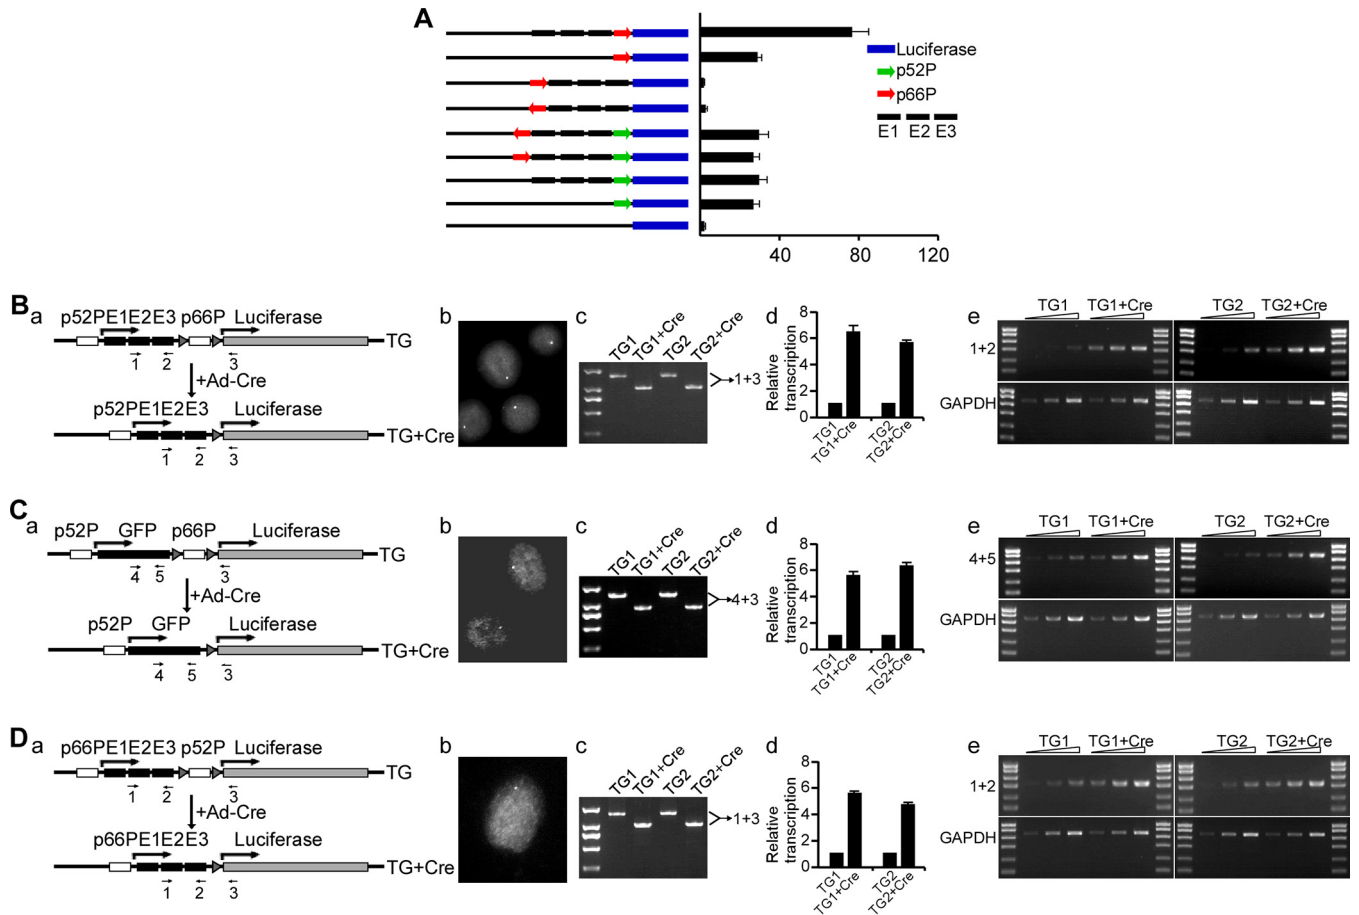 A
Luciferase
p52P
p66P
E1 E2 E3
40 80 120
B
a
p52PE1E2E3 p66P Luciferase
TG
1 2 3
+Ad-Cre
p52PE1E2E3 Luciferase
TG+Cre
1 2 3
b
c
TG1 TG1+Cre TG2 TG2+Cre
1+3
d
Relative transcription
8
6
4
2
0
TG1
TG1+Cre
TG2
TG2+Cre
e
TG1 TG1+Cre TG2 TG2+Cre
1+2
GAPDH
C
a
p52P GFP p66P Luciferase
TG
4 5 3
+Ad-Cre
p52P GFP Luciferase
TG+Cre
4 5 3
b
c
TG1 TG1+Cre TG2 TG2+Cre
4+3
d
Relative transcription
8
6
4
2
0
TG1
TG1+Cre
TG2
TG2+Cre
e
TG1 TG1+Cre TG2 TG2+Cre
4+5
GAPDH
D
a
p66PE1E2E3 p52P Luciferase
TG
1 2 3
+Ad-Cre
p66PE1E2E3 Luciferase
TG+Cre
1 2 3
b
c
TG1 TG1+Cre TG2 TG2+Cre
1+3
d
Relative transcription
8
6
4
2
0
TG1
TG1+Cre
TG2
TG2+Cre
e
TG1 TG1+Cre TG2 TG2+Cre
1+2
GAPDH